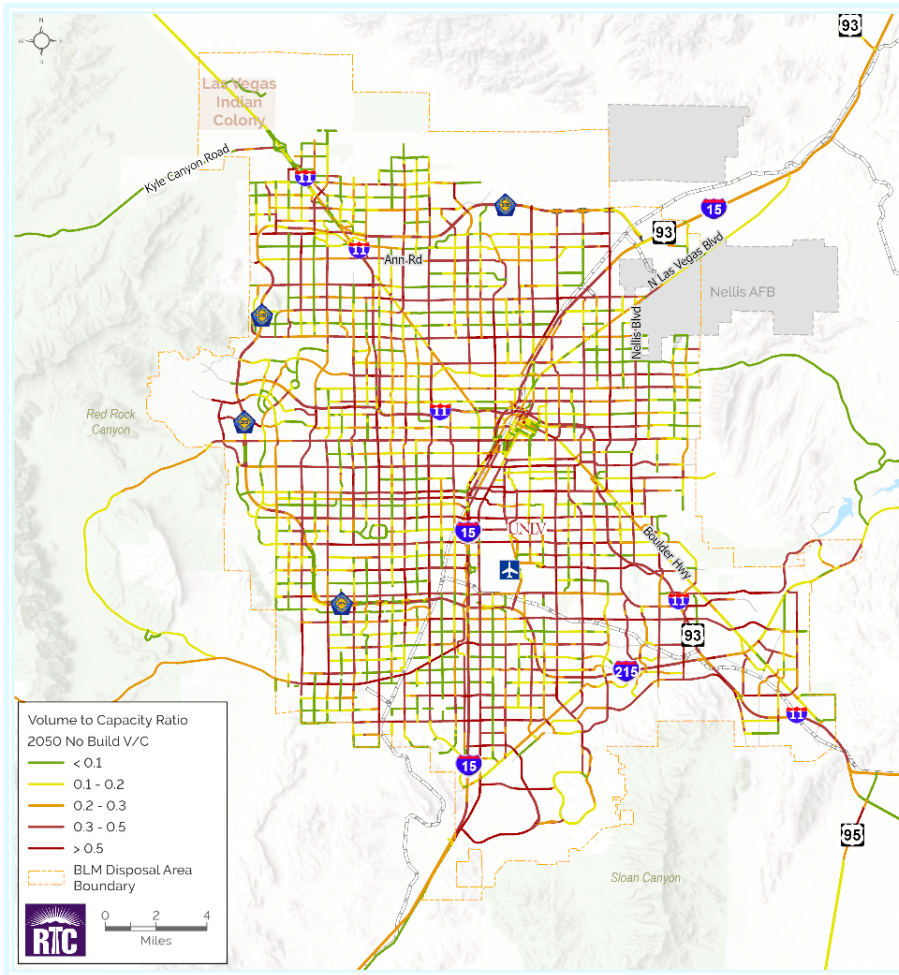 N
S
93
Las Vegas
Indian
Colony
Kyle Canyon Road
11
15
93
11
Ann Rd
N Las Vegas Blvd
Nellis AFB
Nellis Blvd
Red Rock
Canyon
11
15
UNLV
Boulder Hwy
11
93
215
11
15
95
Sloan Canyon
Volume to Capacity Ratio
2050 No Build V/C
< 0.1
0.1 - 0.2
0.2 - 0.3
0.3 - 0.5
> 0.5
BLM Disposal Area
Boundary
RTC
0 2 4
Miles